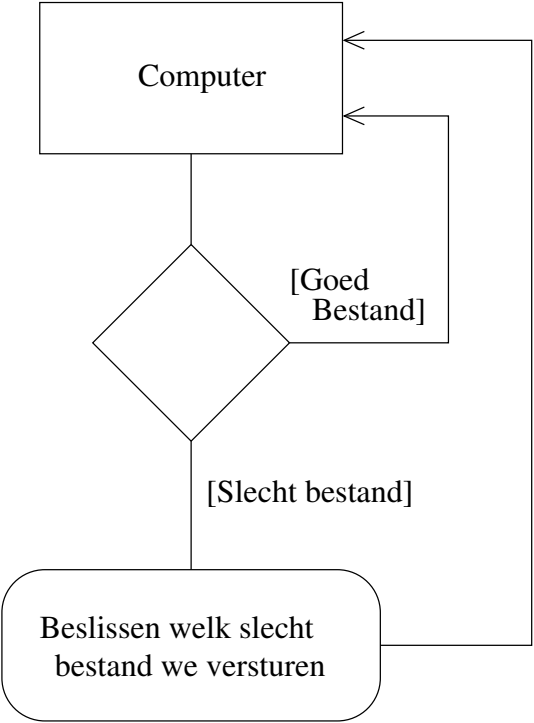 Computer
[Goed
Bestand]
[Slecht bestand]
Beslissen welk slecht
bestand we versturen